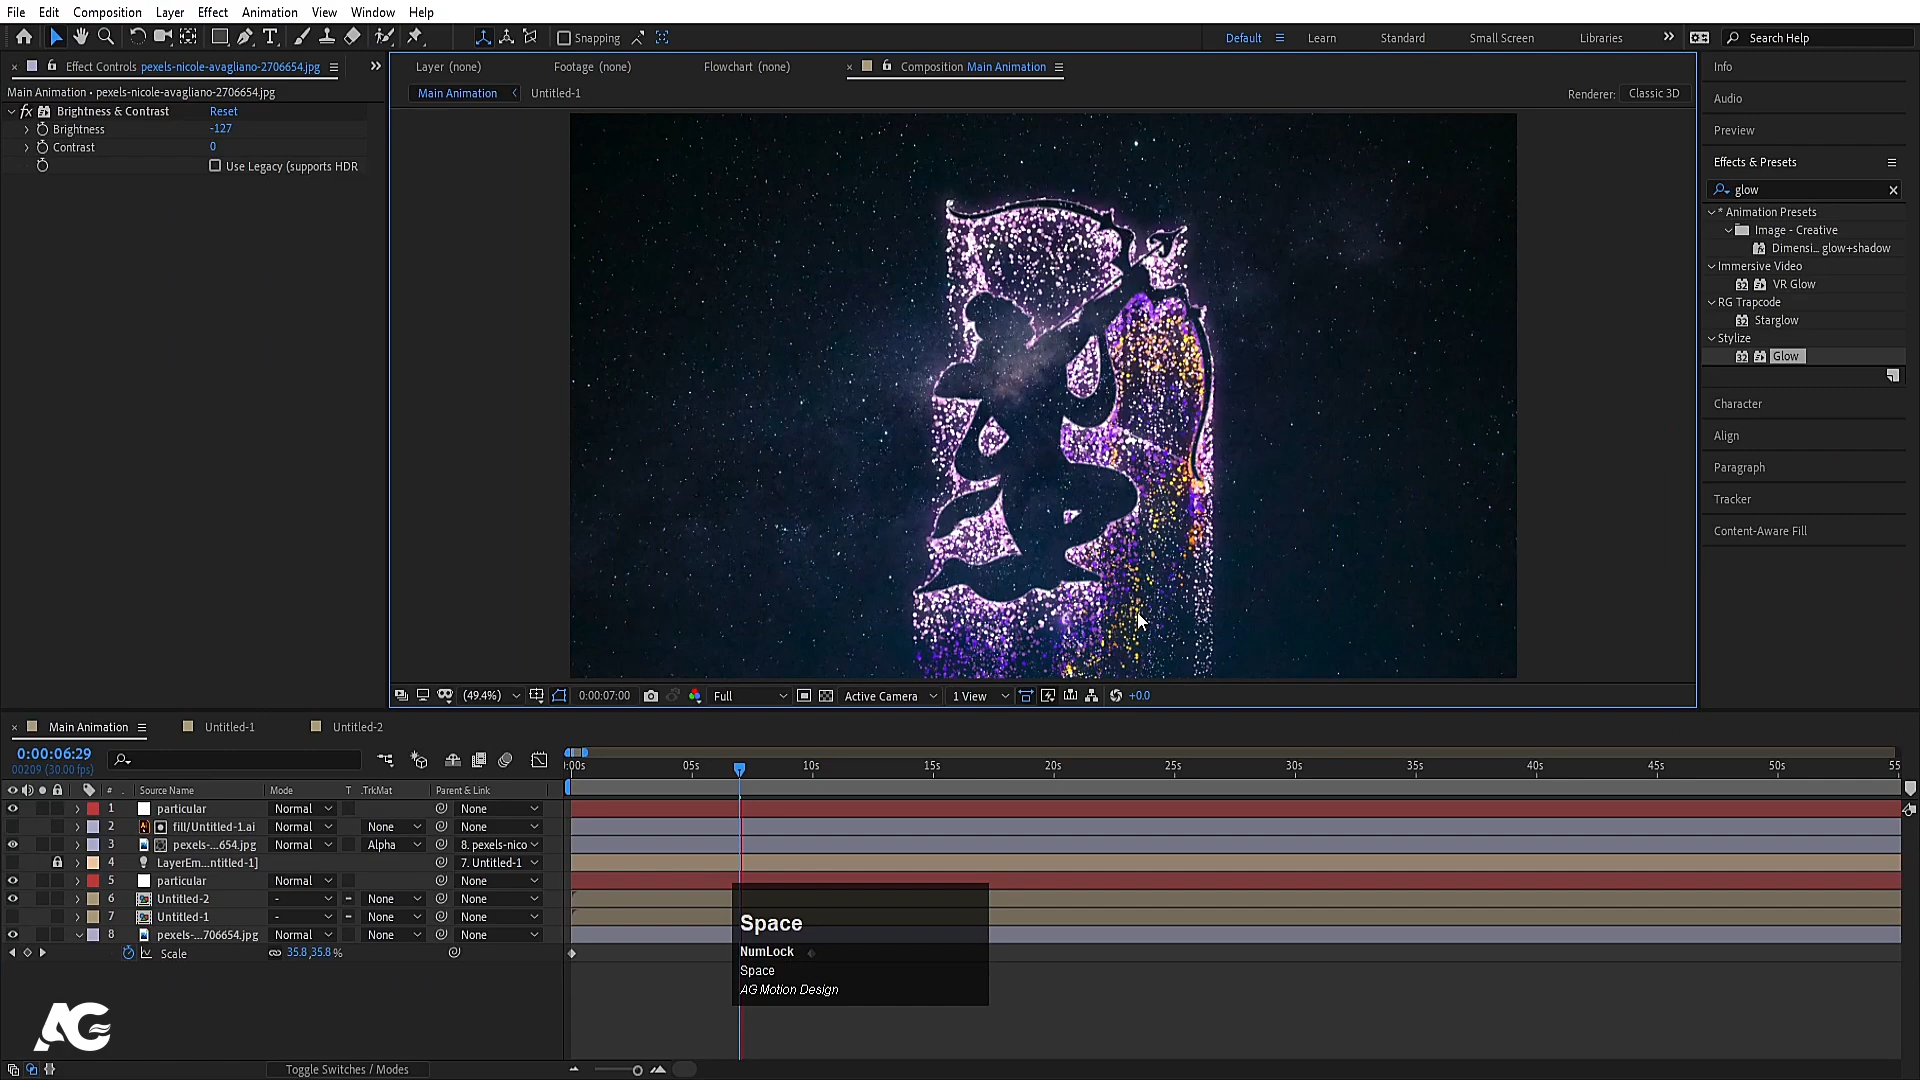 File Edit Composition Layer Effect Animation View Window Help
Snapping
Default Learn Standard Small Screen Libraries Search Help
Effect Controls pexels-nicole-avagliano-2706654.jpg
Main Animation • pexels-nicole-avagliano-2706654.jpg
fx Brightness & Contrast Reset
Brightness -127
Contrast 0
Use Legacy (supports HDR
Layer (none) Footage (none) Flowchart (none) Composition Main Animation
Main Animation Untitled-1 Renderer: Classic 3D
Info
Audio
Preview
Effects & Presets
glow
* Animation Presets
Image - Creative
Dimensi... glow+shadow
Immersive Video
VR Glow
RG Trapcode
Starglow
Stylize
Glow
Character
Align
Paragraph
Tracker
Content-Aware Fill
(49.4%) 0:00:07:00 Full Active Camera 1 View +0.0
Main Animation Untitled-1 Untitled-2
0:00:06:29
00209 (30.00 fps)
:00s 05s 10s 15s 20s 25s 30s 35s 40s 45s 50s 55
# . Source Name Mode T .TrkMat Parent & Link
1 particular Normal None
2 fill/Untitled-1.ai Normal None None
3 pexels-...654.jpg Normal Alpha 8. pexels-nico
4 LayerEm...ntitled-1] 7. Untitled-1
5 particular Normal None
6 Untitled-2 - None None
7 Untitled-1 - None None
8 pexels-...706654.jpg Normal None None
Scale 35.8,35.8 %
Space
NumLock
Space
AG Motion Design
AG
Toggle Switches / Modes